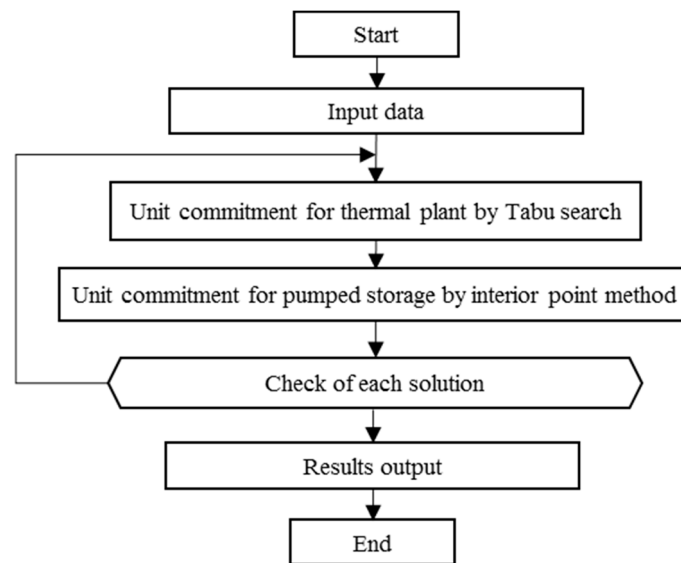 Start
Input data
Unit commitment for thermal plant by Tabu search
Unit commitment for pumped storage by interior point method
Check of each solution
Results output
End